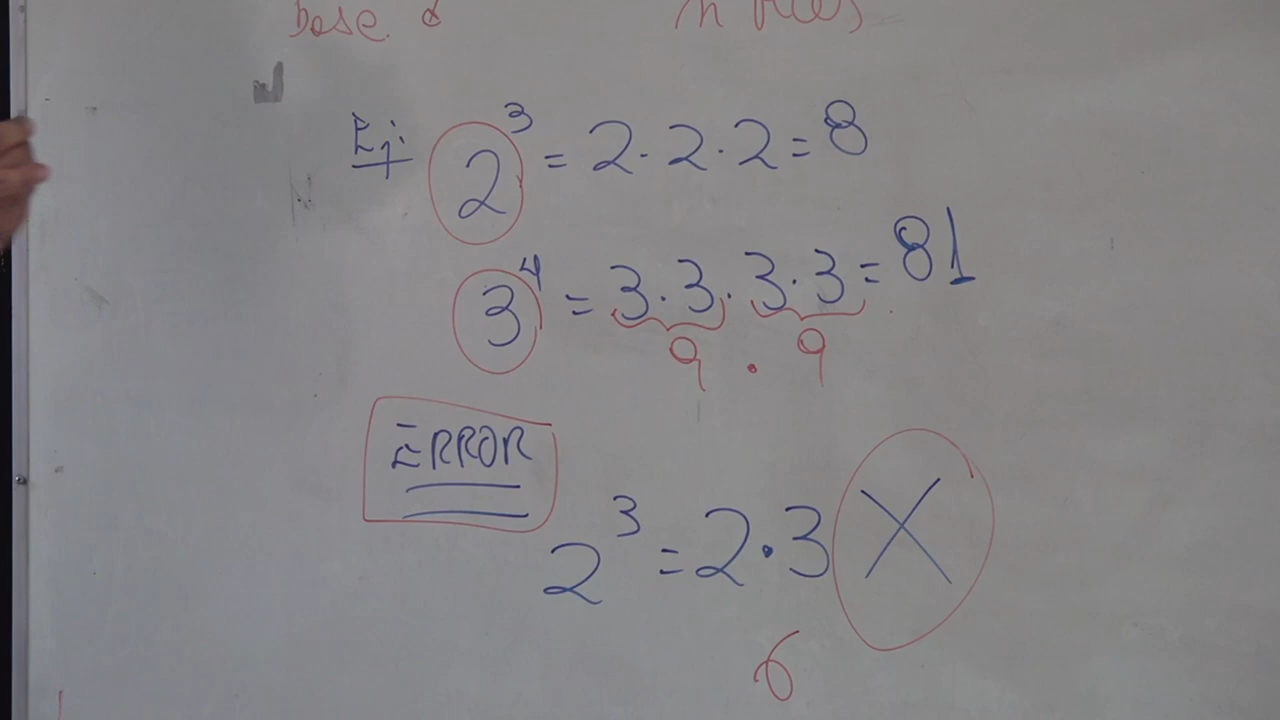 base
Ej: 2³ = 2·2·2 = 8
3⁴ = 3·3·3·3 = 81
9 · 9
ERROR
2³ = 2·3 X
6